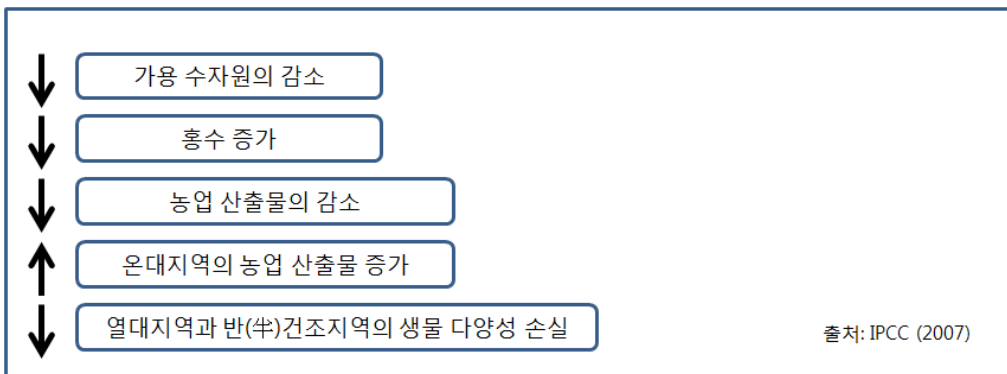 가용 수자원의 감소
홍수 증가
농업 산출물의 감소
온대지역의 농업 산출물 증가
열대지역과 반(半)건조지역의 생물 다양성 손실
출처: IPCC (2007)